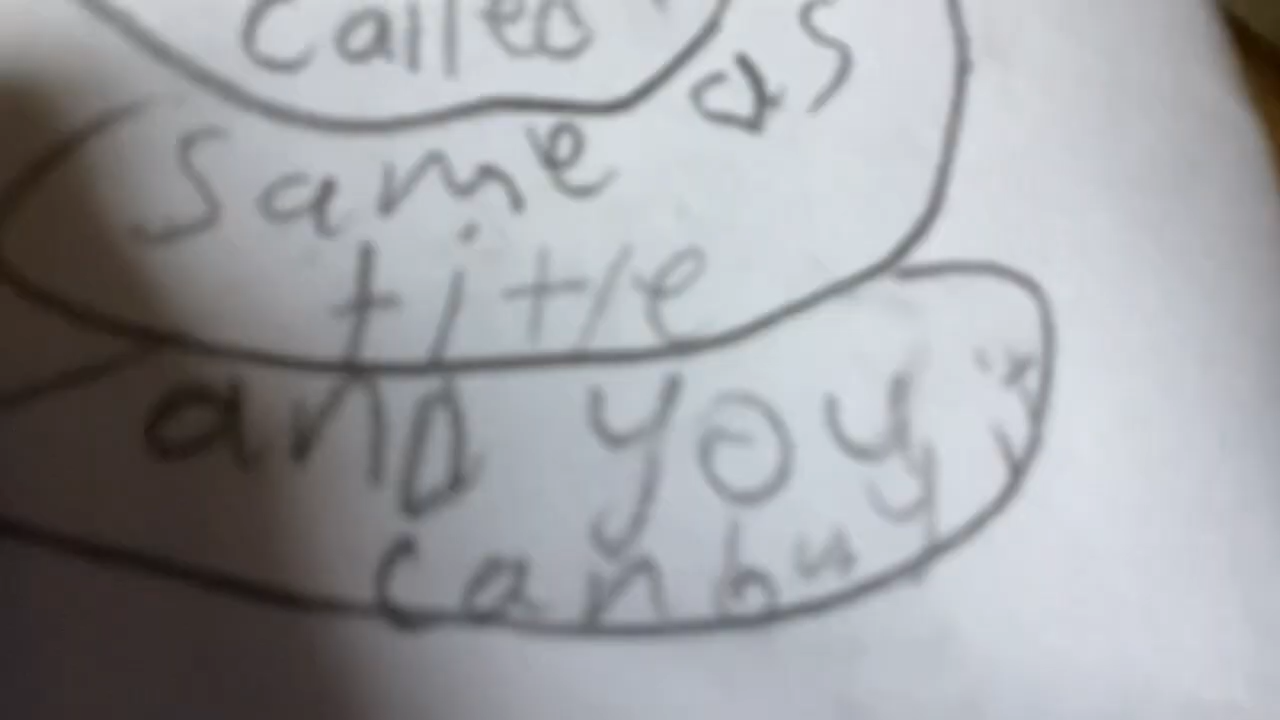 called
Same as
title
and you
can buy